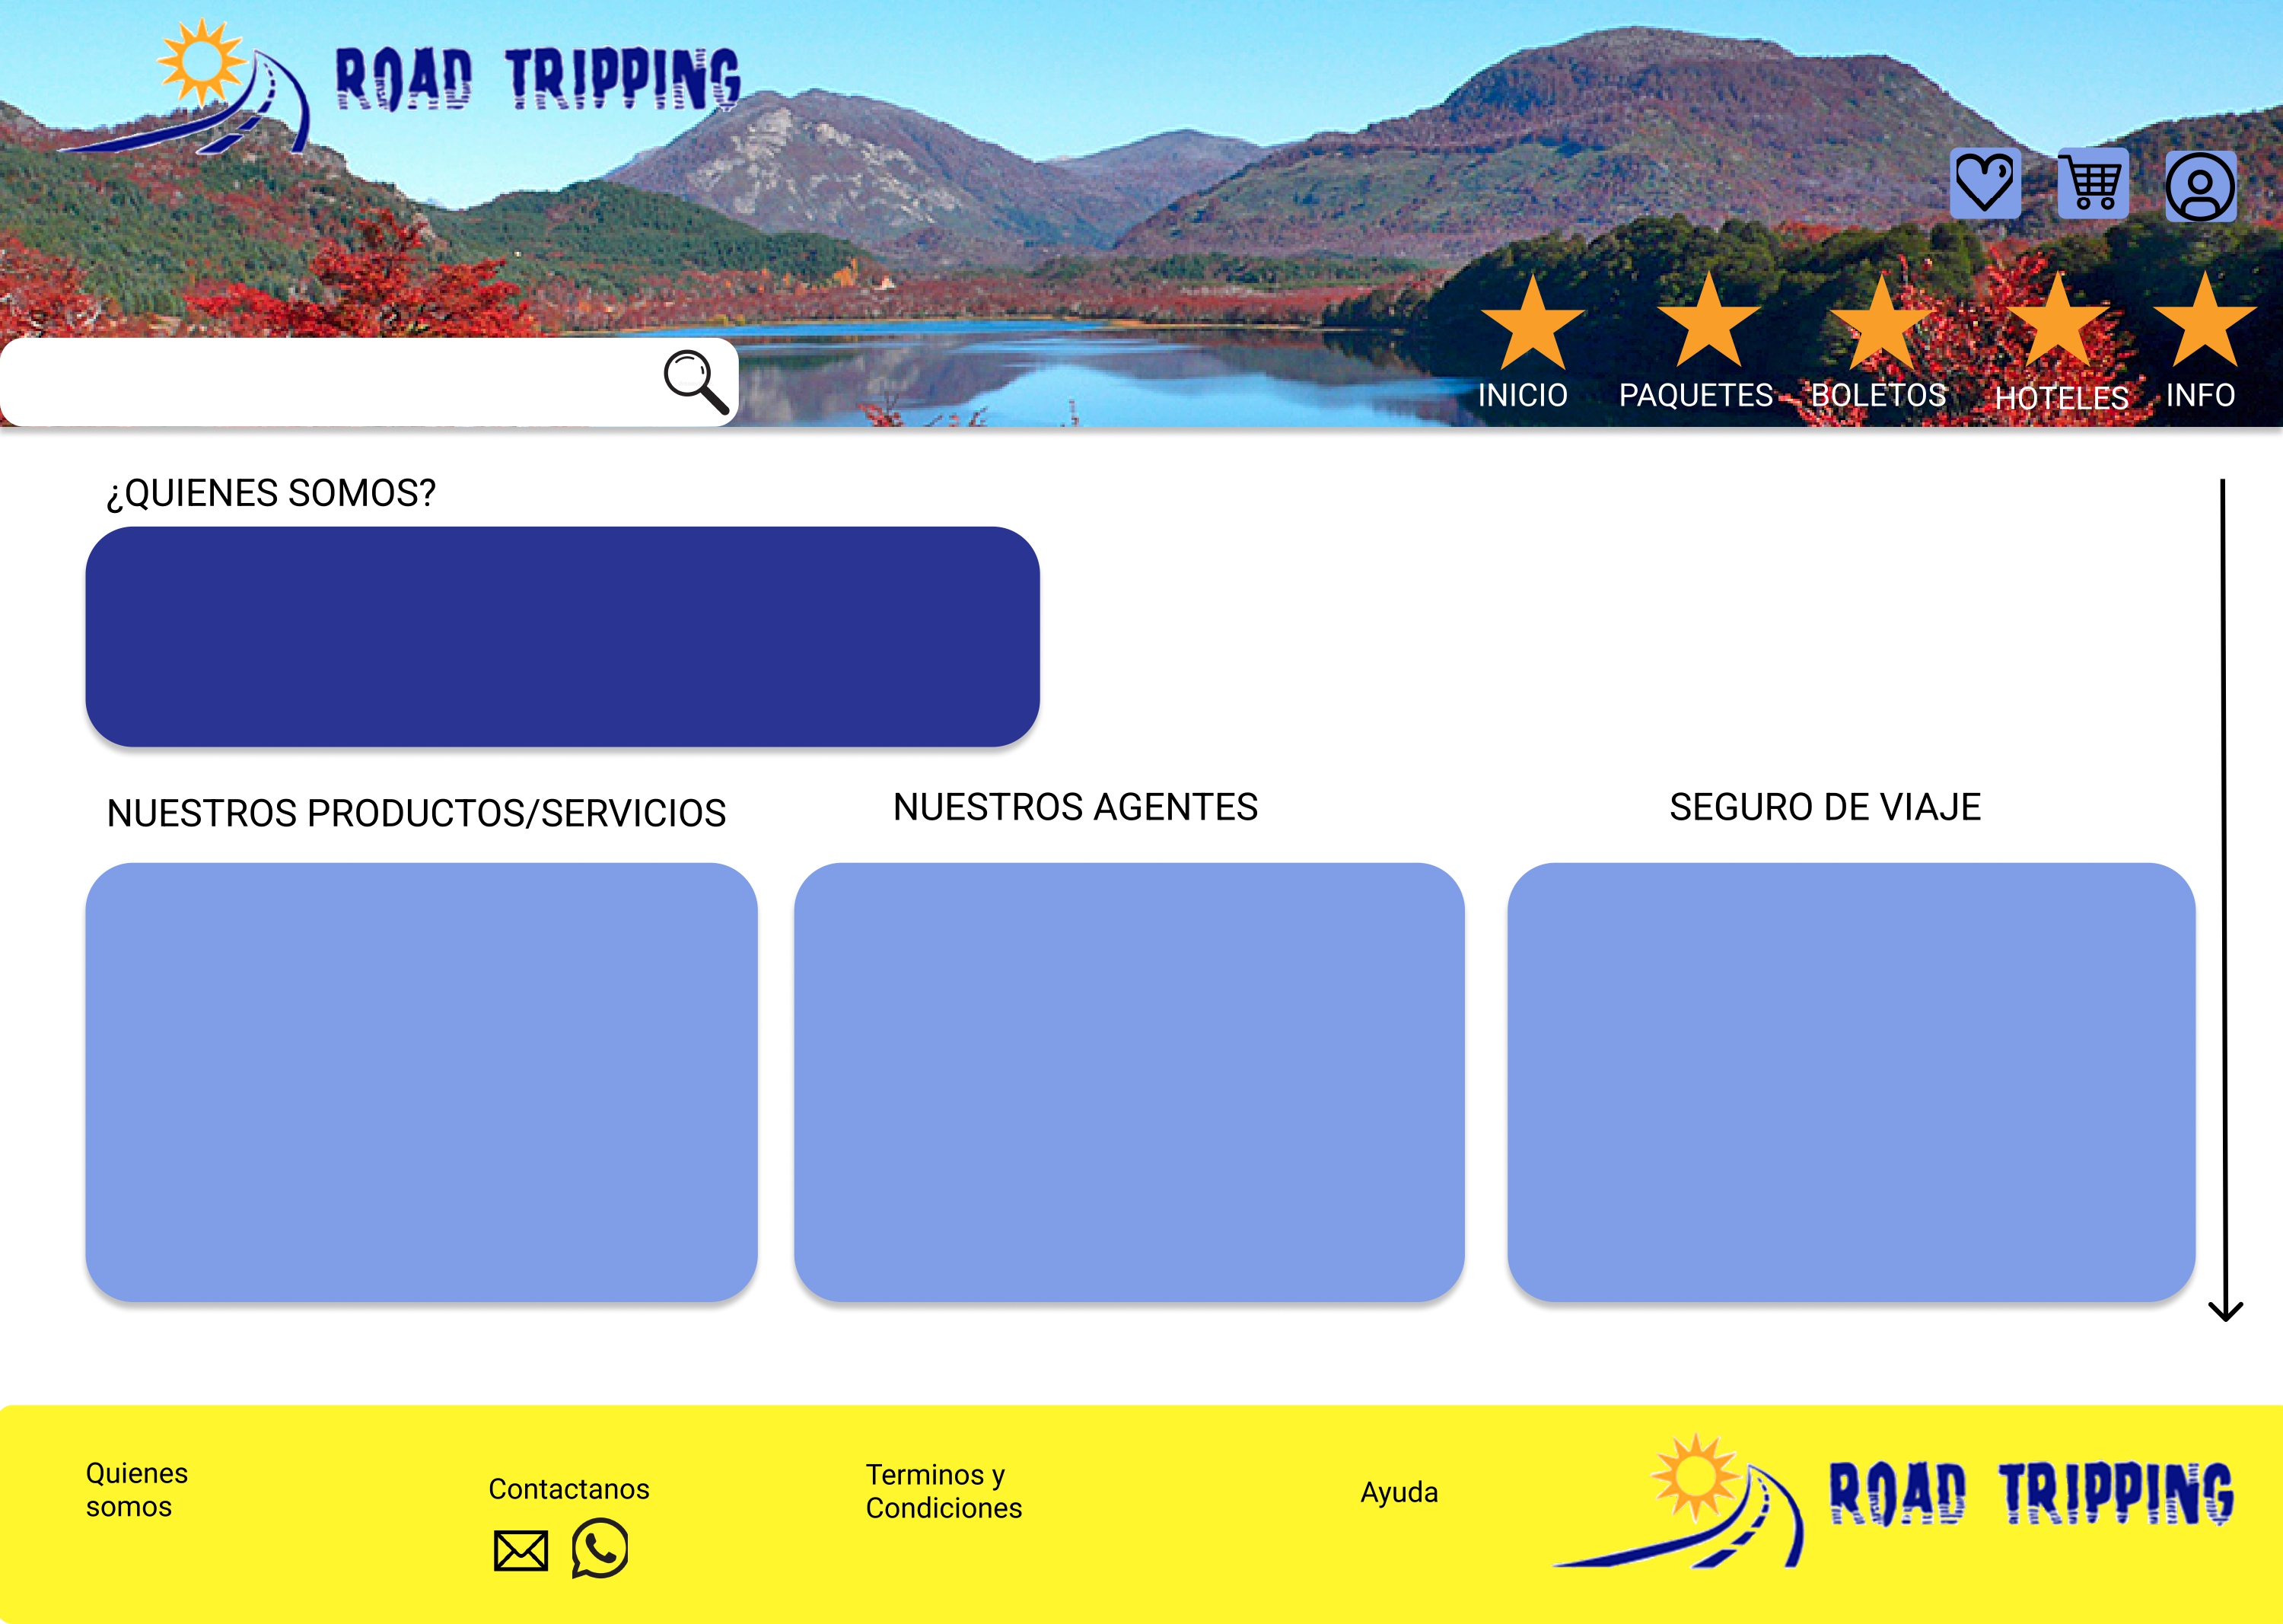 ROAD TRIPPING
INICIO PAQUETES BOLETOS HOTELES INFO
¿QUIENES SOMOS?
NUESTROS PRODUCTOS/SERVICIOS
NUESTROS AGENTES
SEGURO DE VIAJE
Quienes
somos
Contactanos
Terminos y
Condiciones
Ayuda
ROAD TRIPPING